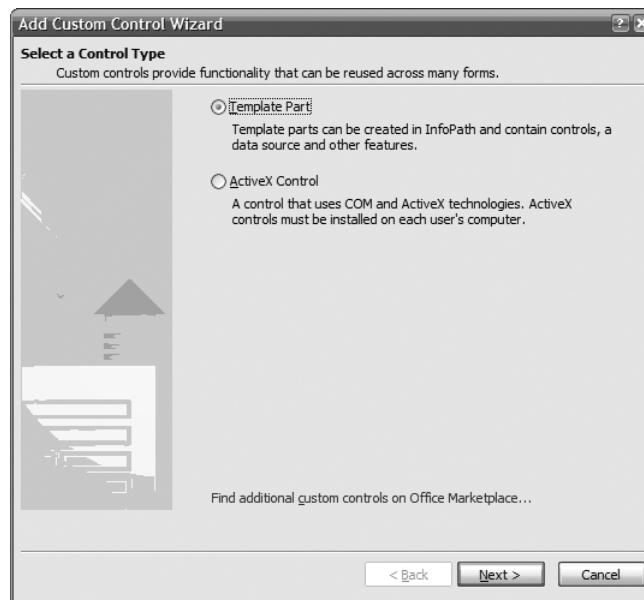 Add Custom Control Wizard
Select a Control Type
Custom controls provide functionality that can be reused across many forms.
Template Part
Template parts can be created in InfoPath and contain controls, a
data source and other features.
ActiveX Control
A control that uses COM and ActiveX technologies. ActiveX
controls must be installed on each user's computer.
Find additional custom controls on Office Marketplace...
< Back
Next >
Cancel